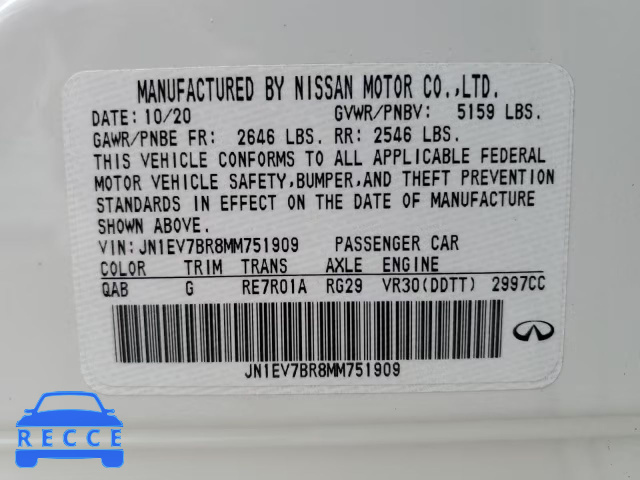 MANUFACTURED BY NISSAN MOTOR CO.,LTD.
DATE: 10/20 GVWR/PNBV: 5159 LBS.
GAWR/PNBE FR: 2646 LBS. RR: 2546 LBS.
THIS VEHICLE CONFORMS TO ALL APPLICABLE FEDERAL
MOTOR VEHICLE SAFETY,BUMPER,AND THEFT PREVENTION
STANDARDS IN EFFECT ON THE DATE OF MANUFACTURE
SHOWN ABOVE.
VIN:JN1EV7BR8MM751909 PASSENGER CAR
COLOR TRIM TRANS AXLE ENGINE
QAB G RE7R01A RG29 VR30(DDTT) 2997CC
JN1EV7BR8MM751909
RECCE